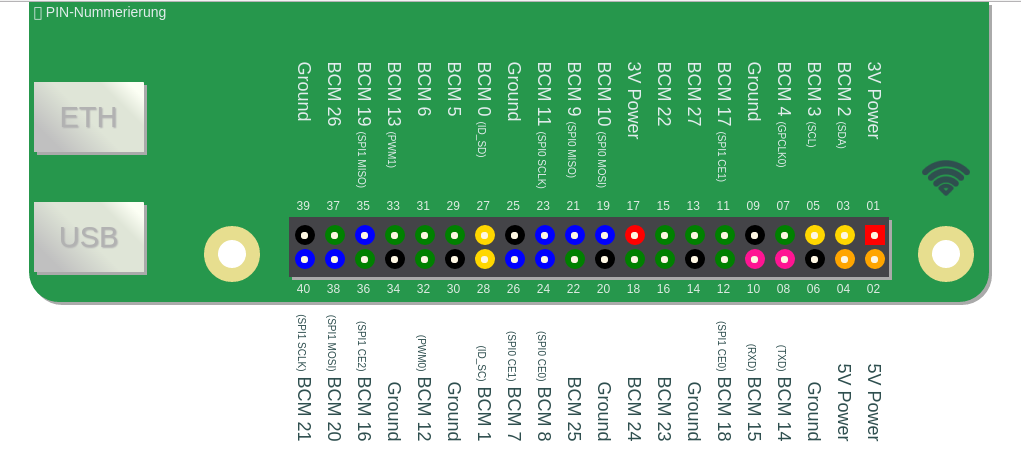 PIN-Nummerierung
ETH
USB
Ground
BCM 26
BCM 19 (SPI1 MISO)
BCM 13 (PWM1)
BCM 6
BCM 5
BCM 0 (ID_SD)
Ground
BCM 11 (SPI0 SCLK)
BCM 9 (SPI0 MISO)
BCM 10 (SPI0 MOSI)
3V Power
BCM 22
BCM 27
BCM 17 (SPI1 CE1)
Ground
BCM 4 (GPCLK0)
BCM 3 (SCL)
BCM 2 (SDA)
3V Power
39 37 35 33 31 29 27 25 23 21 19 17 15 13 11 09 07 05 03 01
40 38 36 34 32 30 28 26 24 22 20 18 16 14 12 10 08 06 04 02
(SPI1 SCLK) BCM 21
(SPI1 MOSI) BCM 20
(SPI1 CE2) BCM 16
Ground
(PWM0) BCM 12
Ground
(ID_SC) BCM 1
(SPI0 CE1) BCM 7
(SPI0 CE0) BCM 8
BCM 25
Ground
BCM 24
BCM 23
Ground
(SPI1 CE0) BCM 18
(RXD) BCM 15
(TXD) BCM 14
Ground
5V Power
5V Power